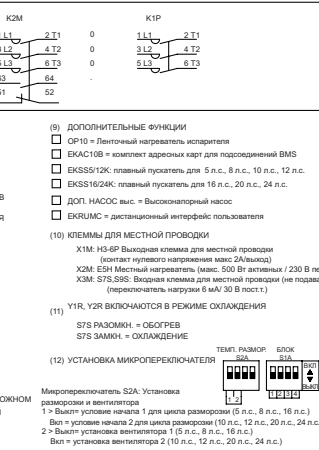 K2M K1P
1 L1 2 T1 0 1 L1 2 T1
3 L2 4 T2 0 3 L2 4 T2
5 L3 6 T3 0 5 L3 6 T3
63 64 -
51 52
(9) ДОПОЛНИТЕЛЬНЫЕ ФУНКЦИИ
OP10 = Ленточный нагреватель испарителя
EKAC10B = комплект адресных карт для подсоединений BMS
EKSS5/12K: плавный пускатель для 5 л.с., 8 л.с., 10 л.с., 12 л.с.
EKSS16/24K: плавный пускатель для 16 л.с., 20 л.с., 24 л.с.
ДОП. НАСОС выс. = Высоконапорный насос
EKRUMC = дистанционный интерфейс пользователя
(10) КЛЕММЫ ДЛЯ МЕСТНОЙ ПРОВОДКИ
X1M: H3-6P Выходная клемма для местной проводки
(контакт нулевого напряжения макс 2А/выход)
X2M: E5H Местный нагреватель (макс. 500 Вт активных / 230 В пе
X3M: S7S,S9S: Входная клемма для местной проводки (не подава
(переключатель нагрузки 6 мА/ 30 В пост.т.)
(11) Y1R, Y2R ВКЛЮЧАЮТСЯ В РЕЖИМЕ ОХЛАЖДЕНИЯ
S7S РАЗОМКН. = ОБОГРЕВ
S7S ЗАМКН. = ОХЛАЖДЕНИЕ
(12) УСТАНОВКА МИКРОПЕРЕКЛЮЧАТЕЛЯ
ТЕМП. РАЗМОР. БЛОК
S2A S1A
ВКЛ
ВЫКЛ
1 2 1 2 3 4
Микропереключатель S2A: Установка
разморозки и вентилятора
1 > Выкл= условие начала 1 для цикла разморозки (5 л.с., 8 л.с., 16 л.с.)
Вкл = условие начала 2 для цикла разморозки (10 л.с., 12 л.с., 20 л.с., 24 л.с.
2 > Выкл= установка вентилятора 1 (5 л.с., 8 л.с., 16 л.с.)
Вкл = установка вентилятора 2 (10 л.с., 12 л.с., 20 л.с., 24 л.с.)
В
Я
ОЖНОМ